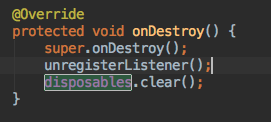 @Override
protected void onDestroy() {
super.onDestroy();
unregisterListener();
disposables.clear();
}